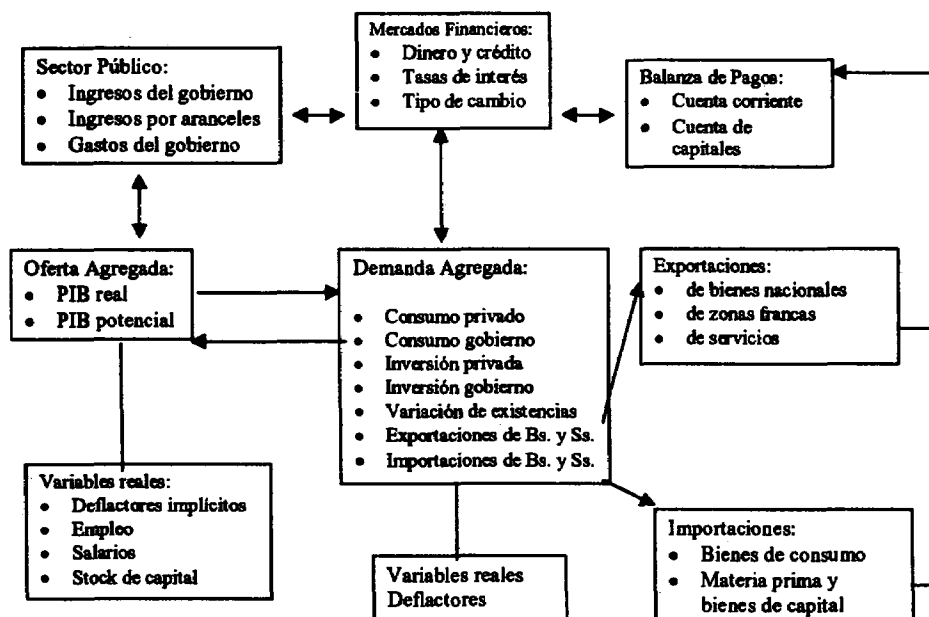 Mercados Financieros:
• Dinero y crédito
• Tasas de interés
• Tipo de cambio
Sector Público:
• Ingresos del gobierno
• Ingresos por aranceles
• Gastos del gobierno
Balanza de Pagos:
• Cuenta corriente
• Cuenta de
capitales
Oferta Agregada:
• PIB real
• PIB potencial
Demanda Agregada:
• Consumo privado
• Consumo gobierno
• Inversión privada
• Inversión gobierno
• Variación de existencias
• Exportaciones de Bs. y Ss.
• Importaciones de Bs. y Ss.
Exportaciones:
• de bienes nacionales
• de zonas francas
• de servicios
Variables reales:
• Deflactores implícitos
• Empleo
• Salarios
• Stock de capital
Variables reales
Deflactores
Importaciones:
• Bienes de consumo
• Materia prima y
bienes de capital